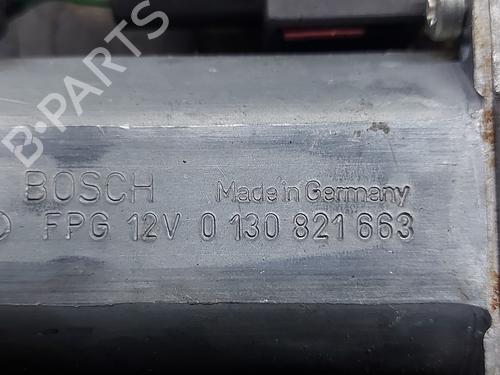 B-PARTS
BOSCH Made in Germany
FPG 12V 0 130 821 663